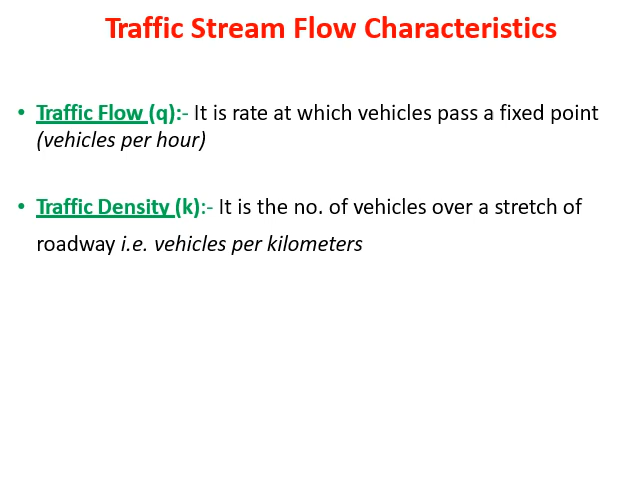 Traffic Stream Flow Characteristics
• Traffic Flow (q):- It is rate at which vehicles pass a fixed point
(vehicles per hour)
• Traffic Density (k):- It is the no. of vehicles over a stretch of
roadway i.e. vehicles per kilometers